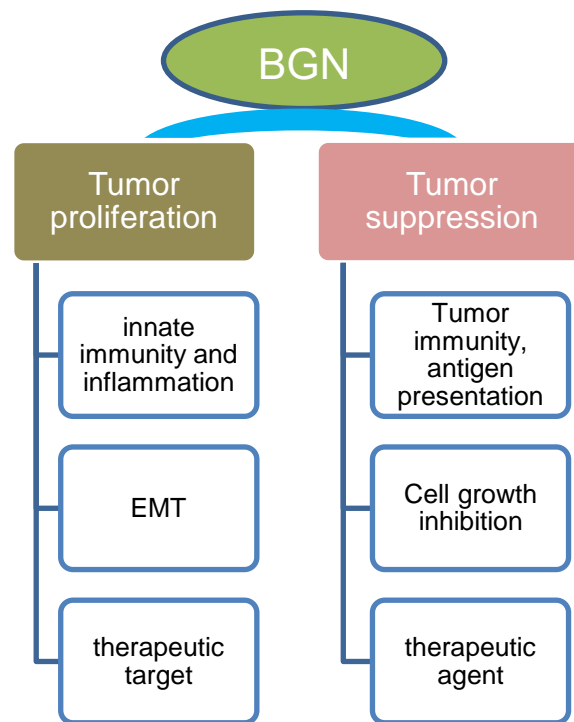 BGN
Tumor
proliferation
innate
immunity and
inflammation
EMT
therapeutic
target
Tumor
suppression
Tumor
immunity,
antigen
presentation
Cell growth
inhibition
therapeutic
agent